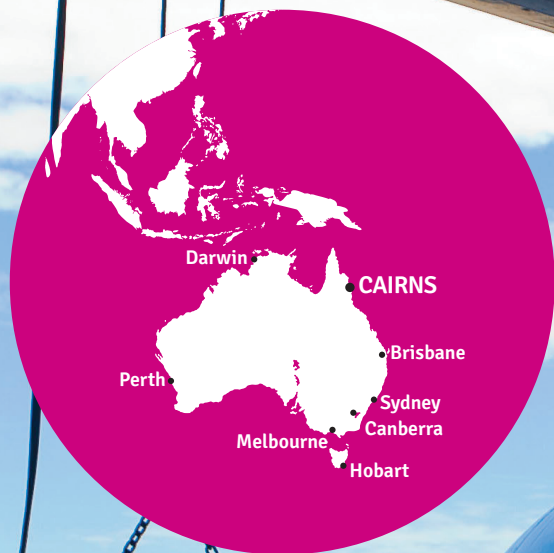 Darwin
CAIRNS
Brisbane
Perth
Sydney
Canberra
Melbourne
Hobart